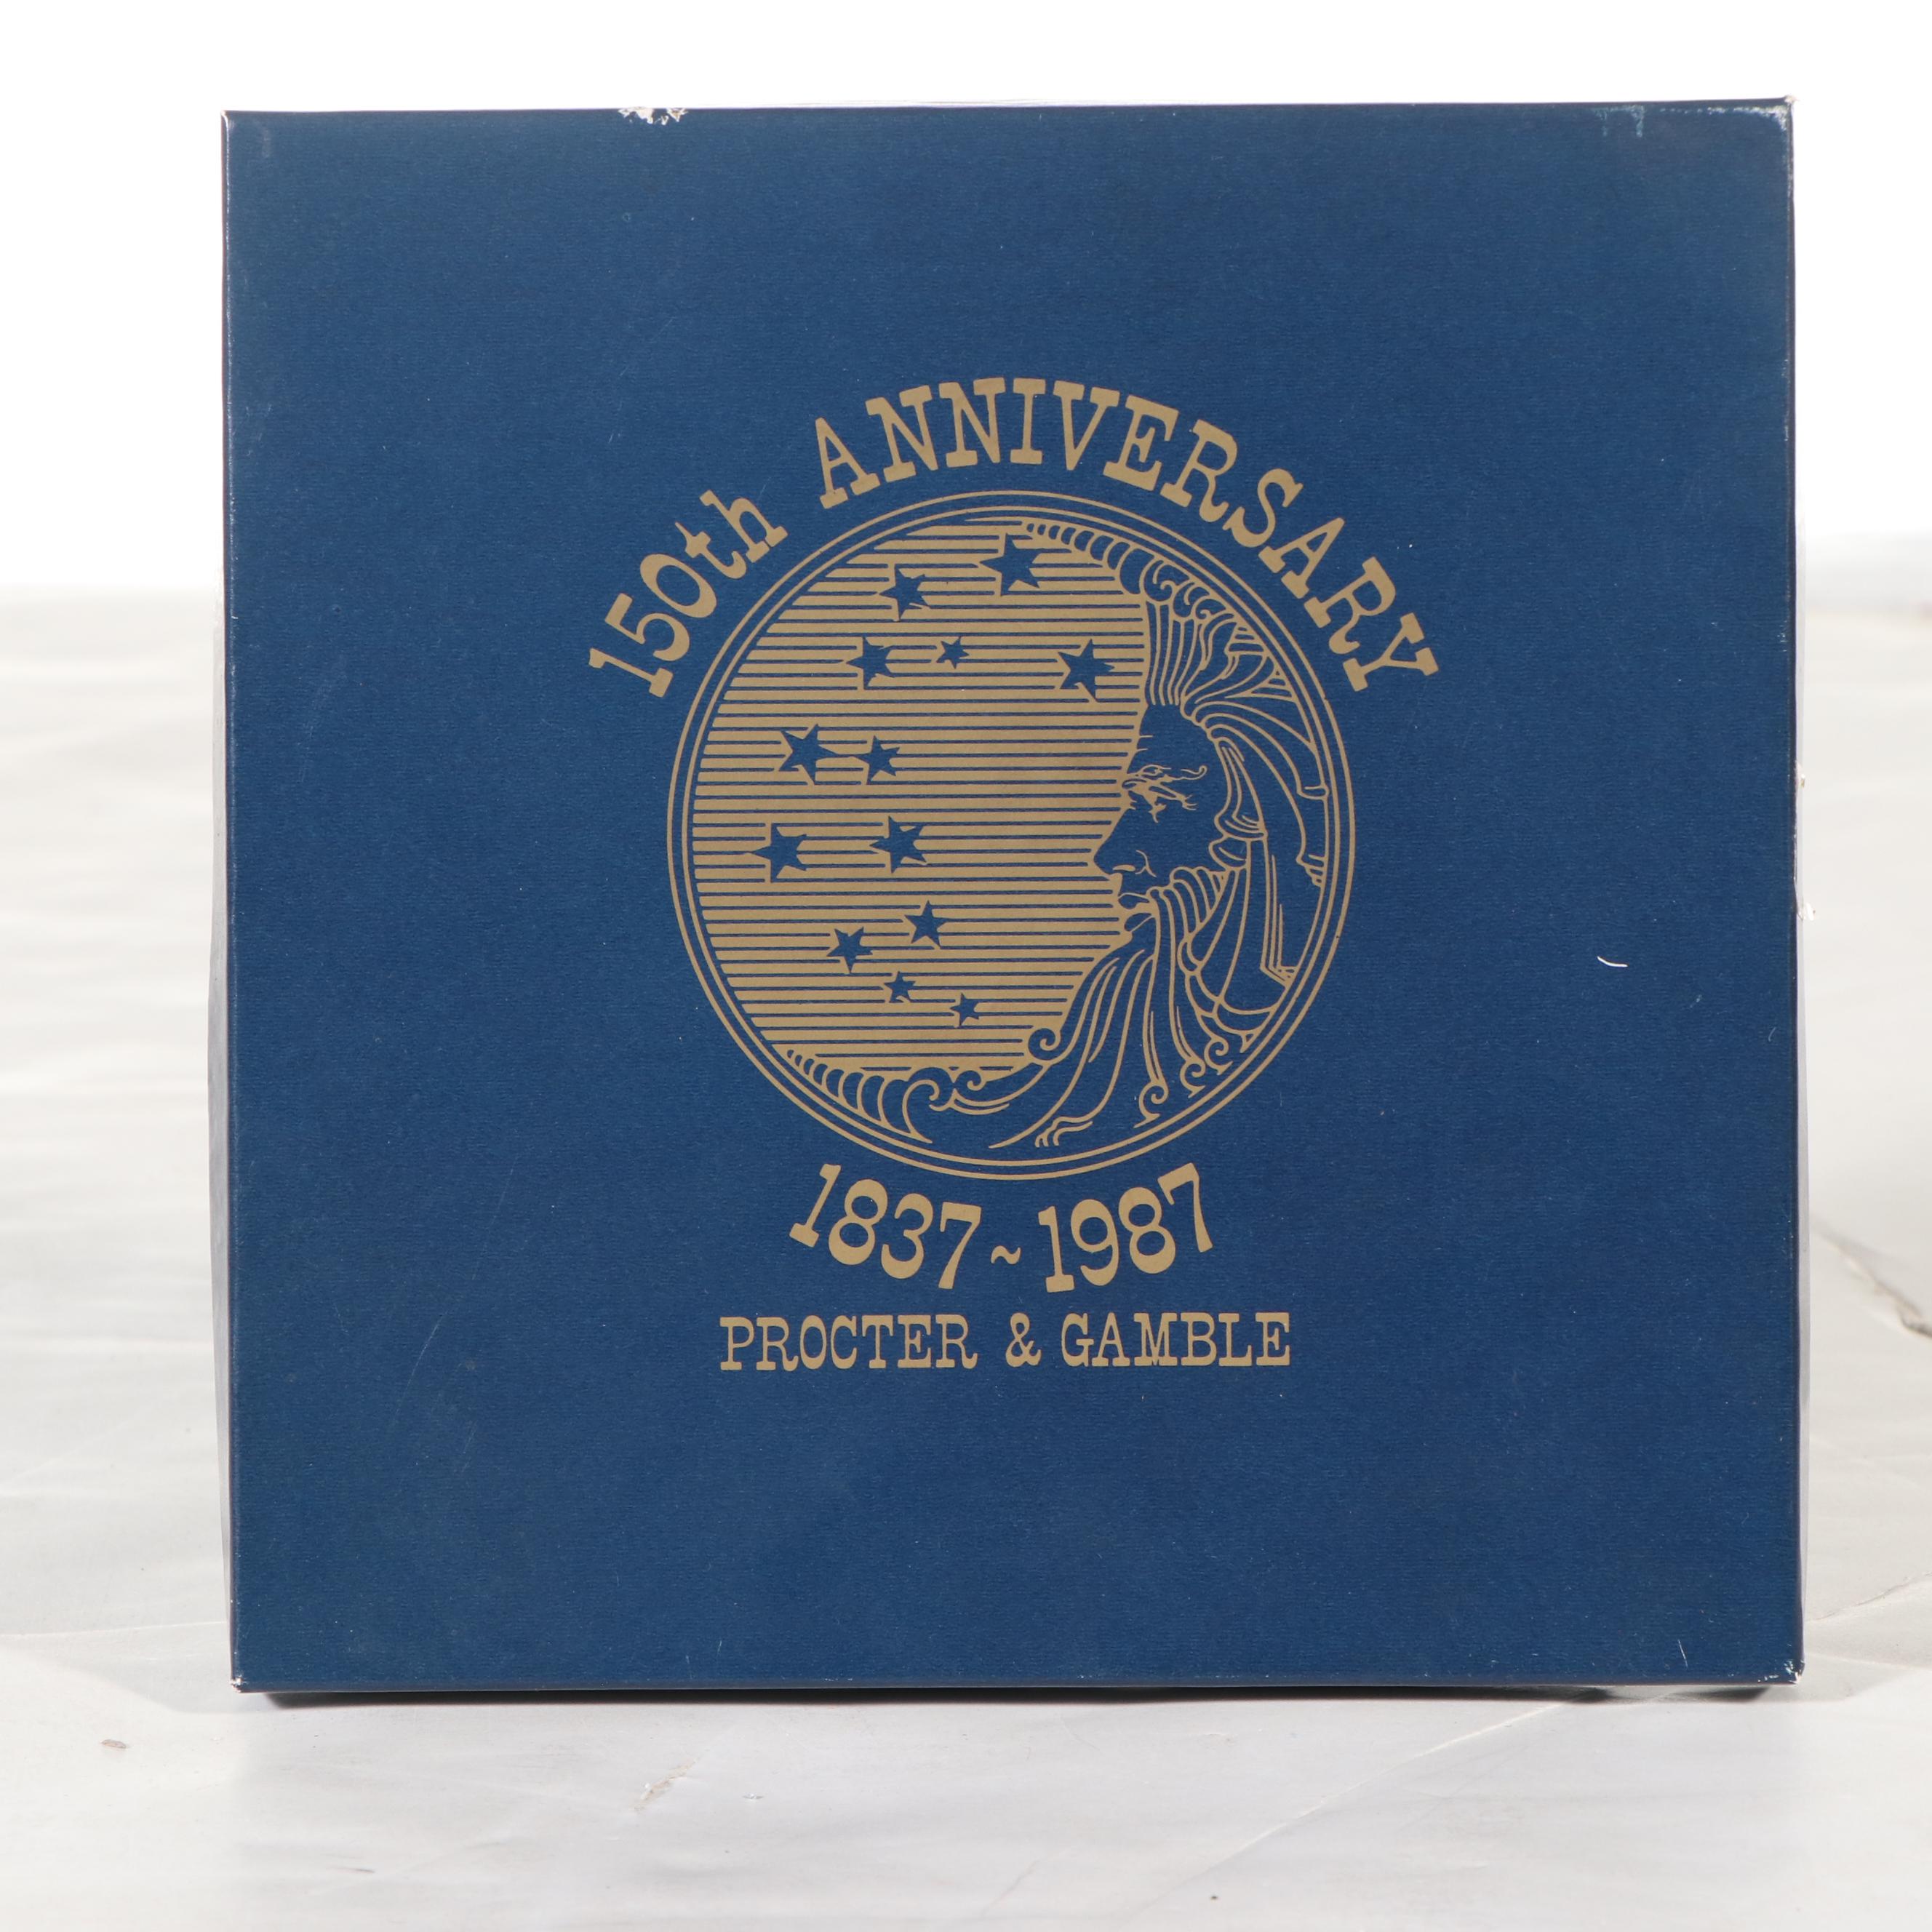 150th ANNIVERSARY
1837~1987
PROCTER & GAMBLE